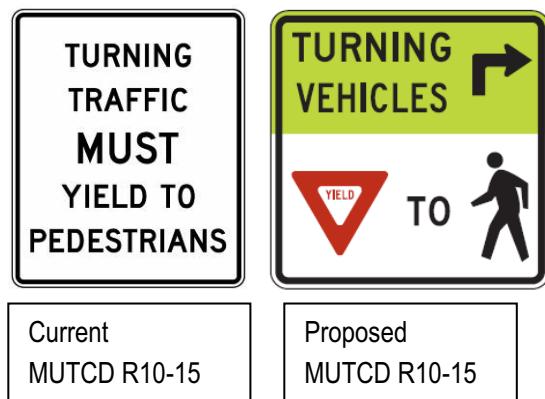 TURNING
TRAFFIC
MUST
YIELD TO
PEDESTRIANS
TURNING
VEHICLES
YIELD
TO
Current
MUTCD R10-15
Proposed
MUTCD R10-15